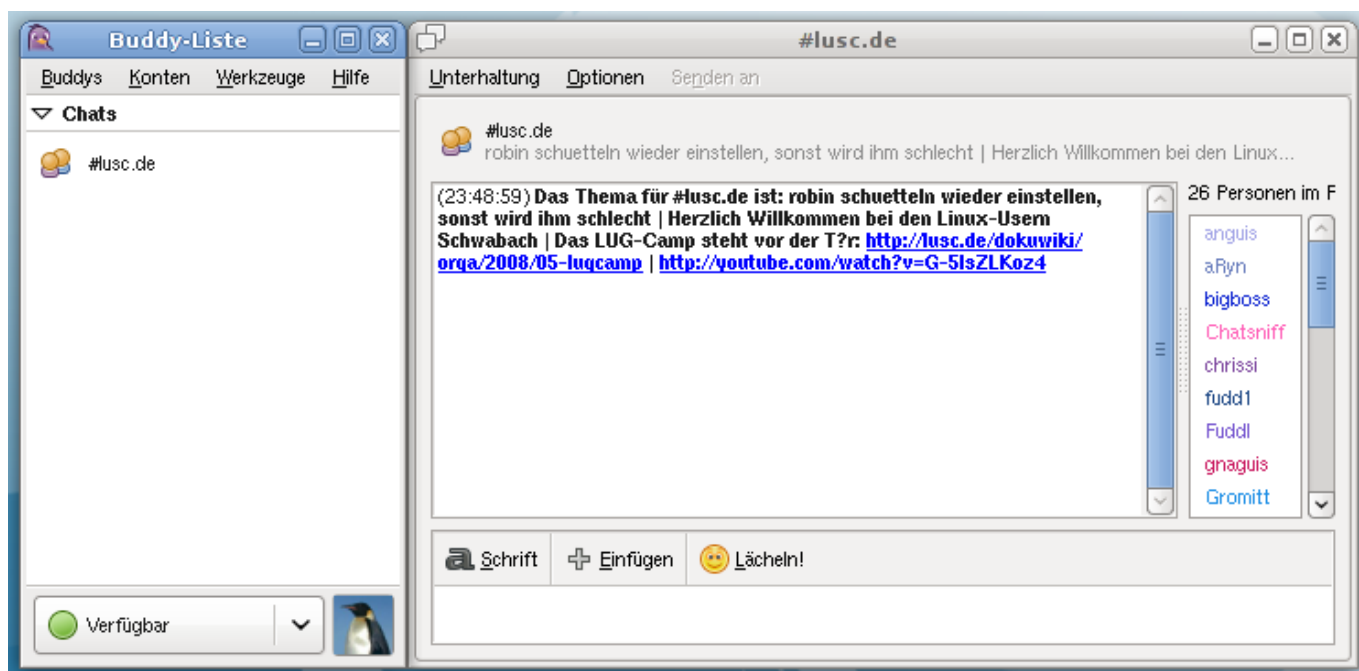 Buddy-Liste
Buddys Konten Werkzeuge Hilfe
Chats
#lusc.de
Verfügbar
#lusc.de
Unterhaltung Optionen Senden an
#lusc.de
robin schuetteln wieder einstellen, sonst wird ihm schlecht | Herzlich Willkommen bei den Linux...
(23:48:59) Das Thema für #lusc.de ist: robin schuetteln wieder einstellen,
sonst wird ihm schlecht | Herzlich Willkommen bei den Linux-Usern
Schwabach | Das LUG-Camp steht vor der T?r: http://lusc.de/dokuwiki/
orga/2008/05-lugcamp | http://youtube.com/watch?v=G-5IsZLKoz4
26 Personen im F
anguis
aRyn
bigboss
Chatsniff
chrissi
fudd1
Fuddl
gnaguis
Gromitt
Schrift Einfügen Lächeln!